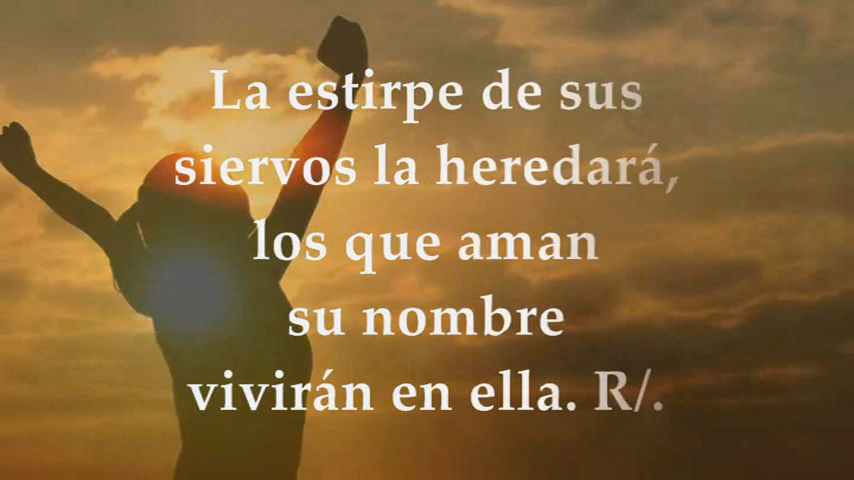 La estirpe de sus
siervos la heredará,
los que aman
su nombre
vivirán en ella. R/.